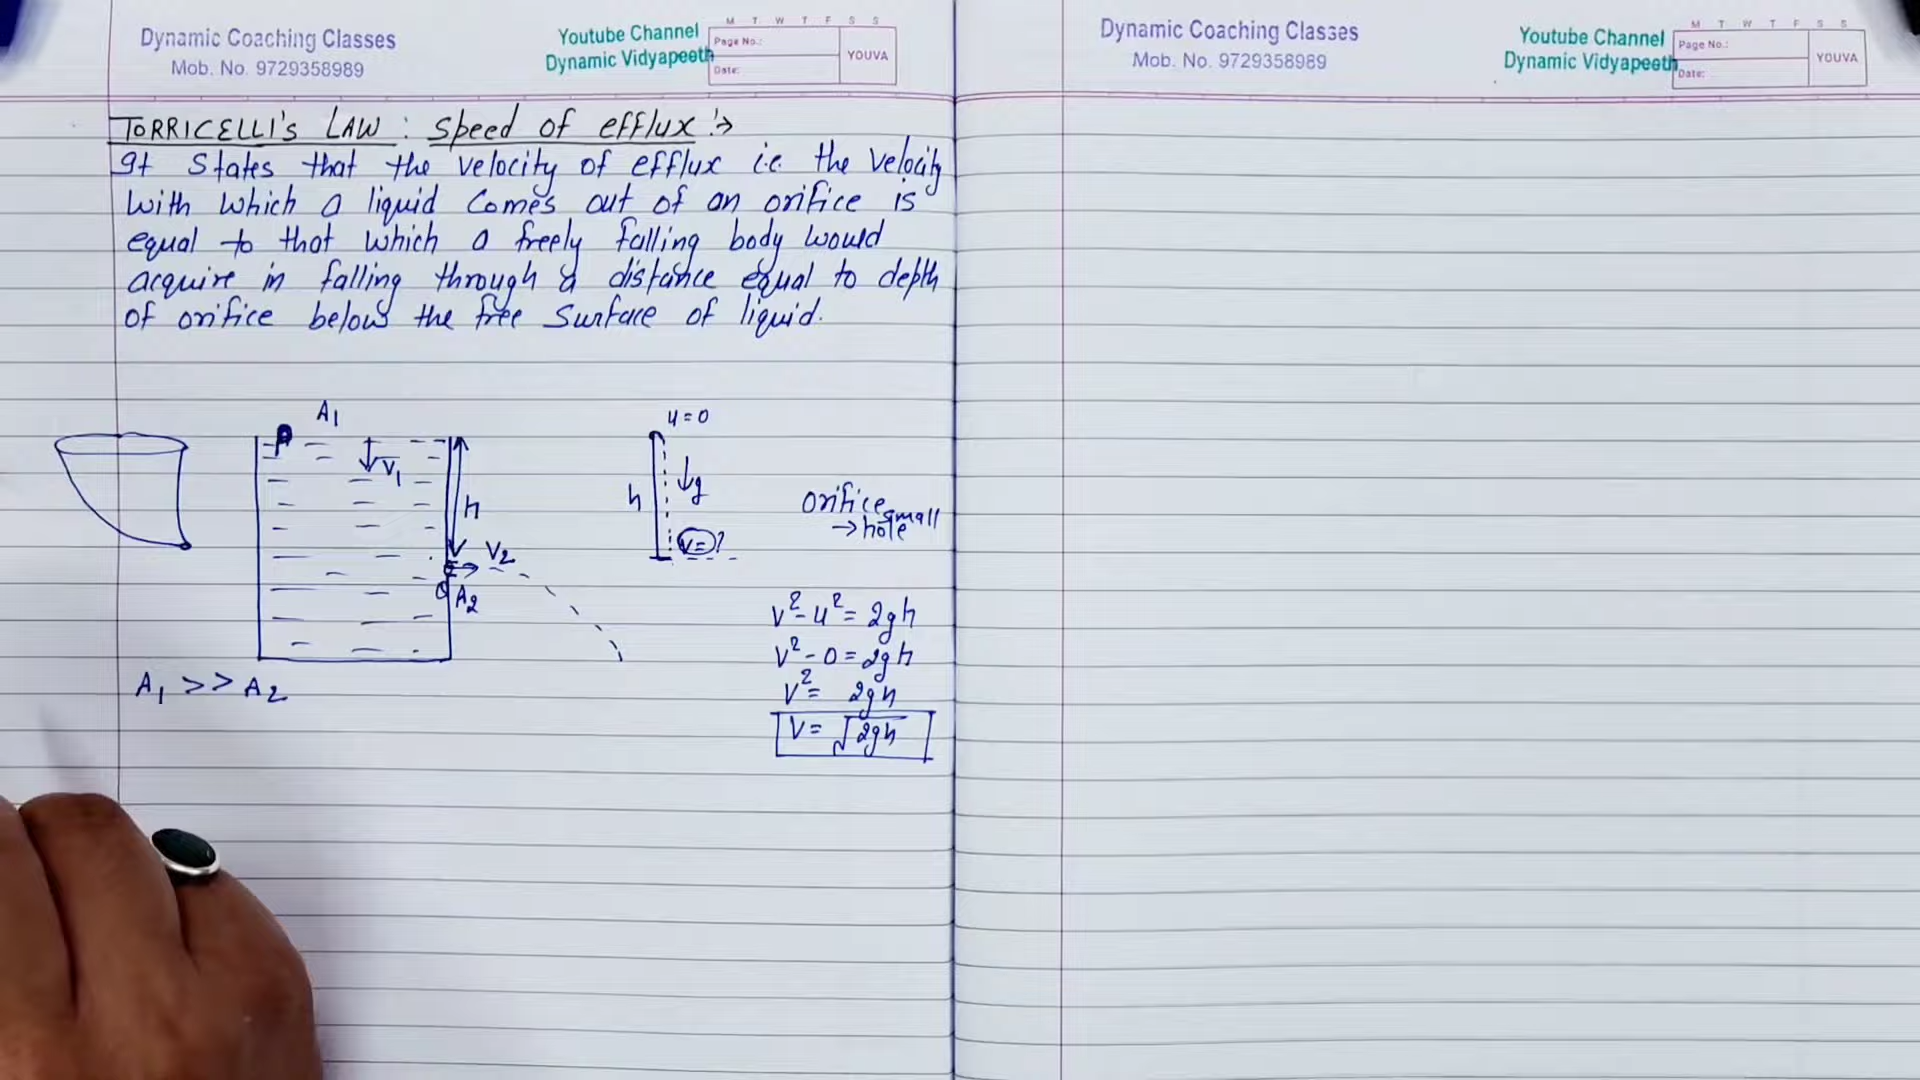 Dynamic Coaching Classes
Mob. No. 9729358989
Youtube Channel
Dynamic Vidyapeeth
M T W T F S S
Page No.:
Date:
YOUVA
TORRICELLI's LAW : Speed of efflux :→
It States that the velocity of efflux i.e. the velocity
with which a liquid comes out of an orifice is
equal to that which a freely falling body would
acquire in falling through a distance equal to depth
of orifice below the free surface of liquid.
A₁
P
V₁
h
V₂
O
A₂
A₁ >> A₂
u = 0
↓g
h
v = ?
Orifice
→ small hole
v² - u² = 2gh
v² - 0 = 2gh
v² = 2gh
v = √2gh
Dynamic Coaching Classes
Mob. No. 9729358989
Youtube Channel
Dynamic Vidyapeeth
M T W T F S S
Page No.:
Date:
YOUVA